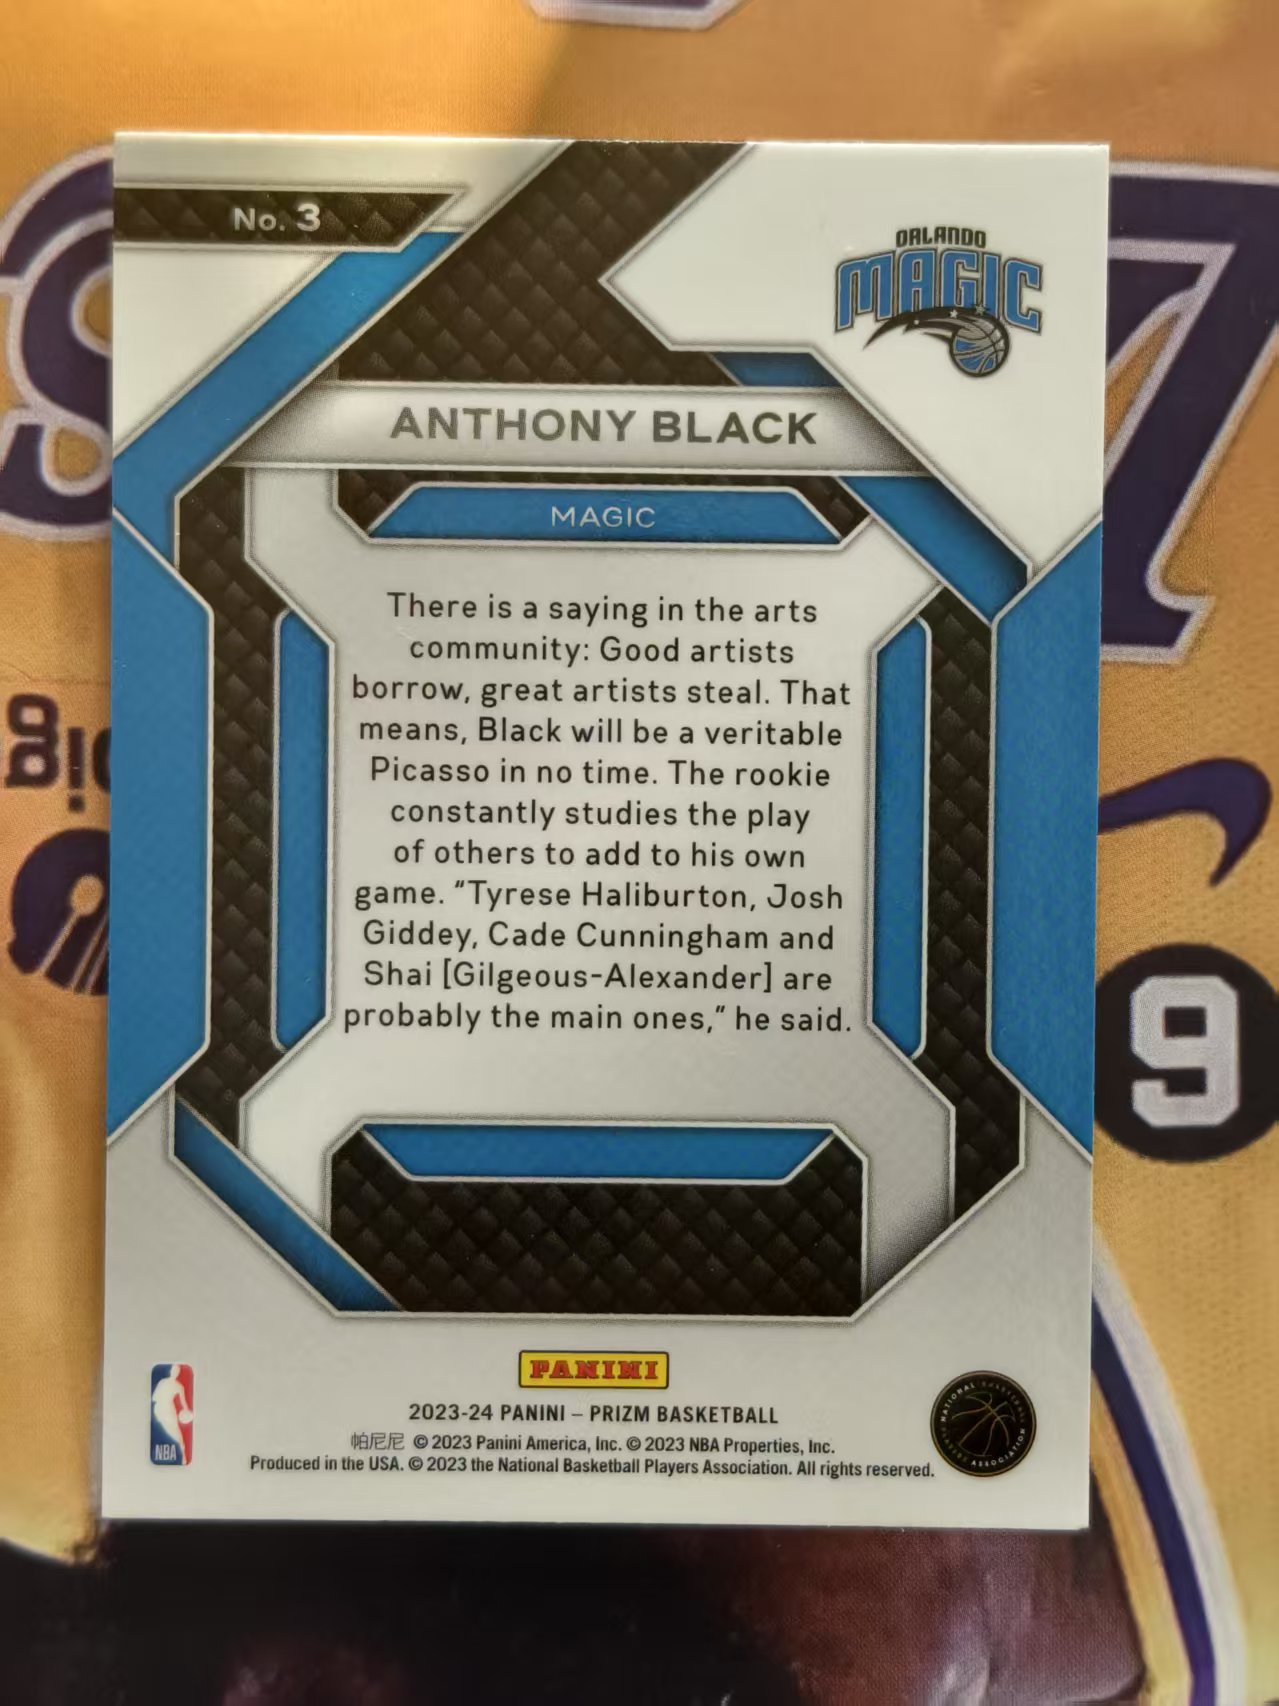 No. 3
ORLANDO
MAGIC
ANTHONY BLACK
MAGIC
There is a saying in the arts
community: Good artists
borrow, great artists steal. That
means, Black will be a veritable
Picasso in no time. The rookie
constantly studies the play
of others to add to his own
game. "Tyrese Haliburton, Josh
Giddey, Cade Cunningham and
Shai [Gilgeous-Alexander] are
probably the main ones," he said.
9
PANINI
2023-24 PANINI – PRIZM BASKETBALL
帕尼尼 © 2023 Panini America, Inc. © 2023 NBA Properties, Inc.
Produced in the USA. © 2023 the National Basketball Players Association. All rights reserved.
NBA
NATIONAL BASKETBALL
PLAYERS ASSOCIATION